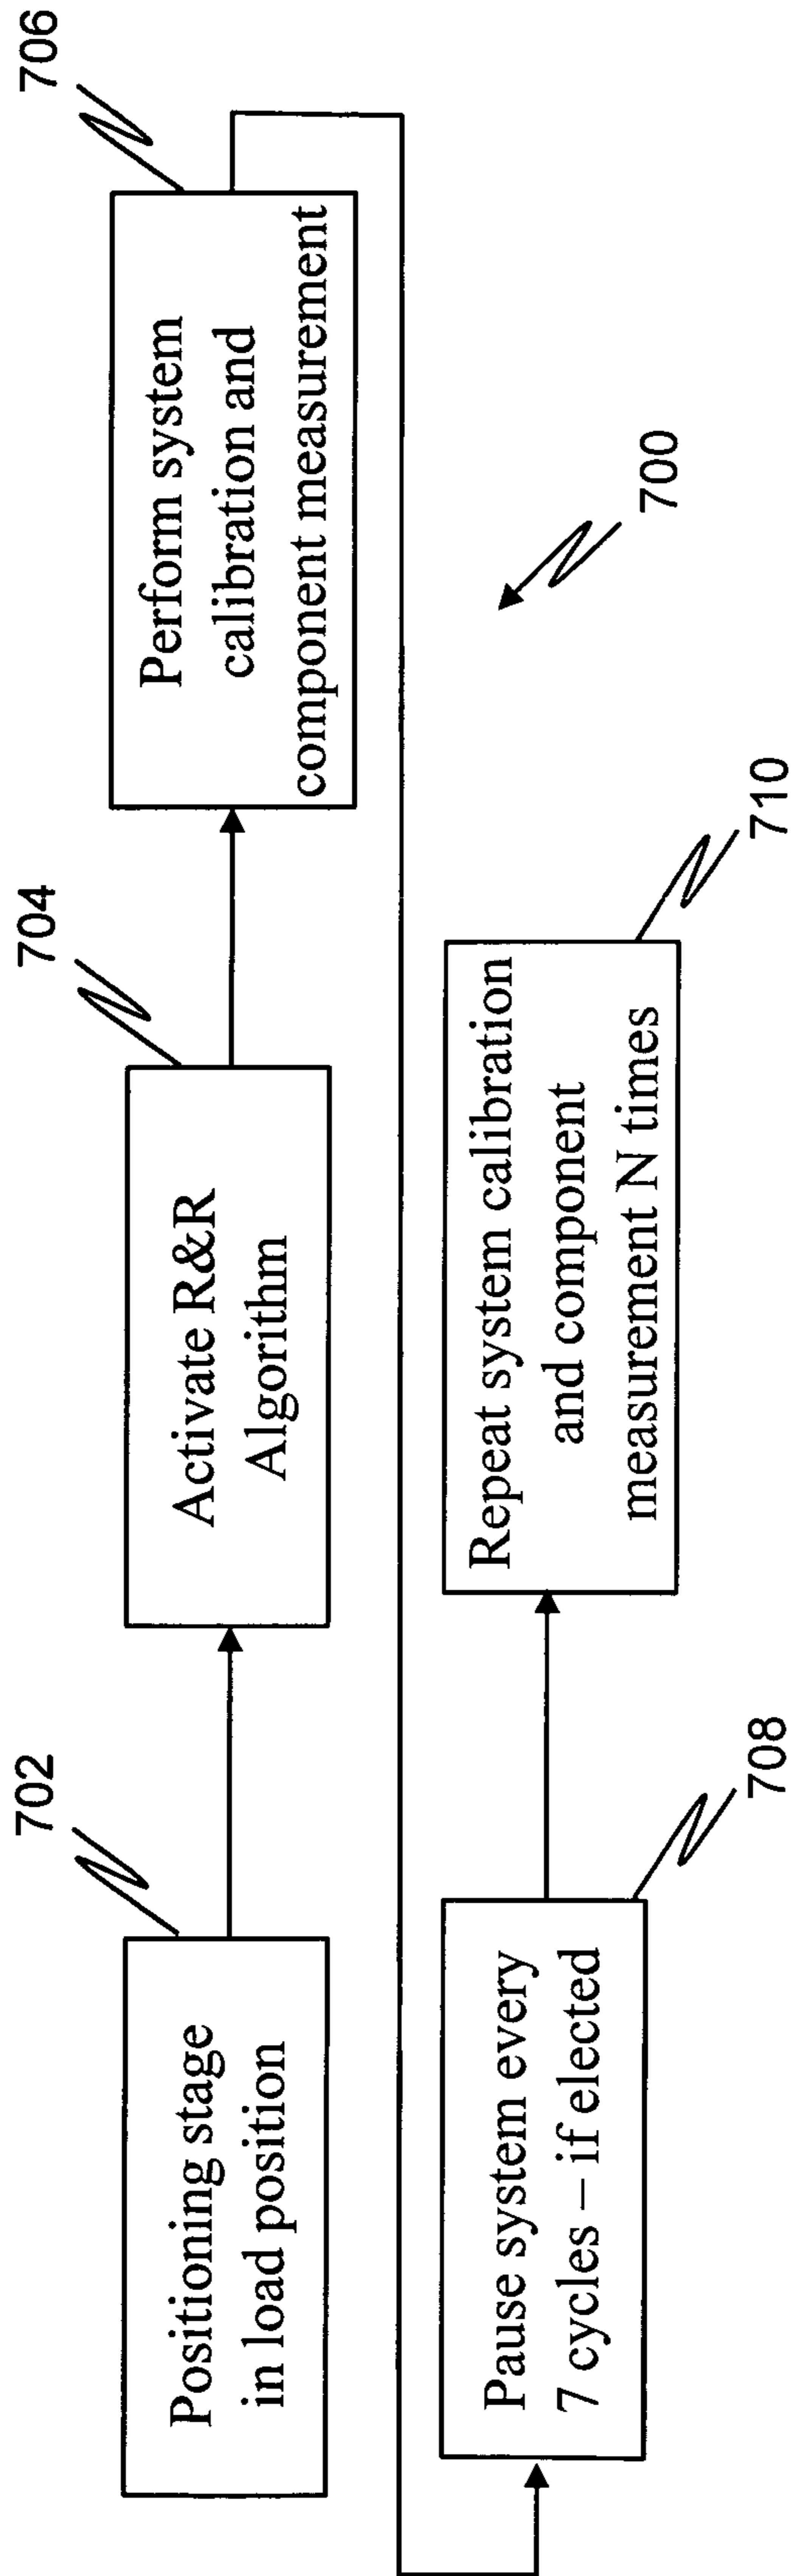 702
Positioning stage
in load position
704
Activate R&R
Algorithm
706
Perform system
calibration and
component measurement
700
708
Pause system every
7 cycles – if elected
710
Repeat system calibration
and component
measurement N times